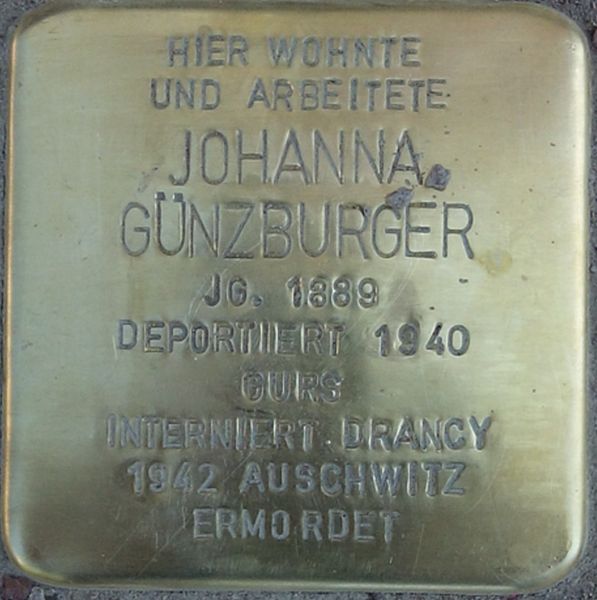 HIER WOHNTE
UND ARBEITETE
JOHANNA
GÜNZBURGER
JG. 1889
DEPORTIERT 1940
GURS
INTERNIERT DRANCY
1942 AUSCHWITZ
ERMORDET